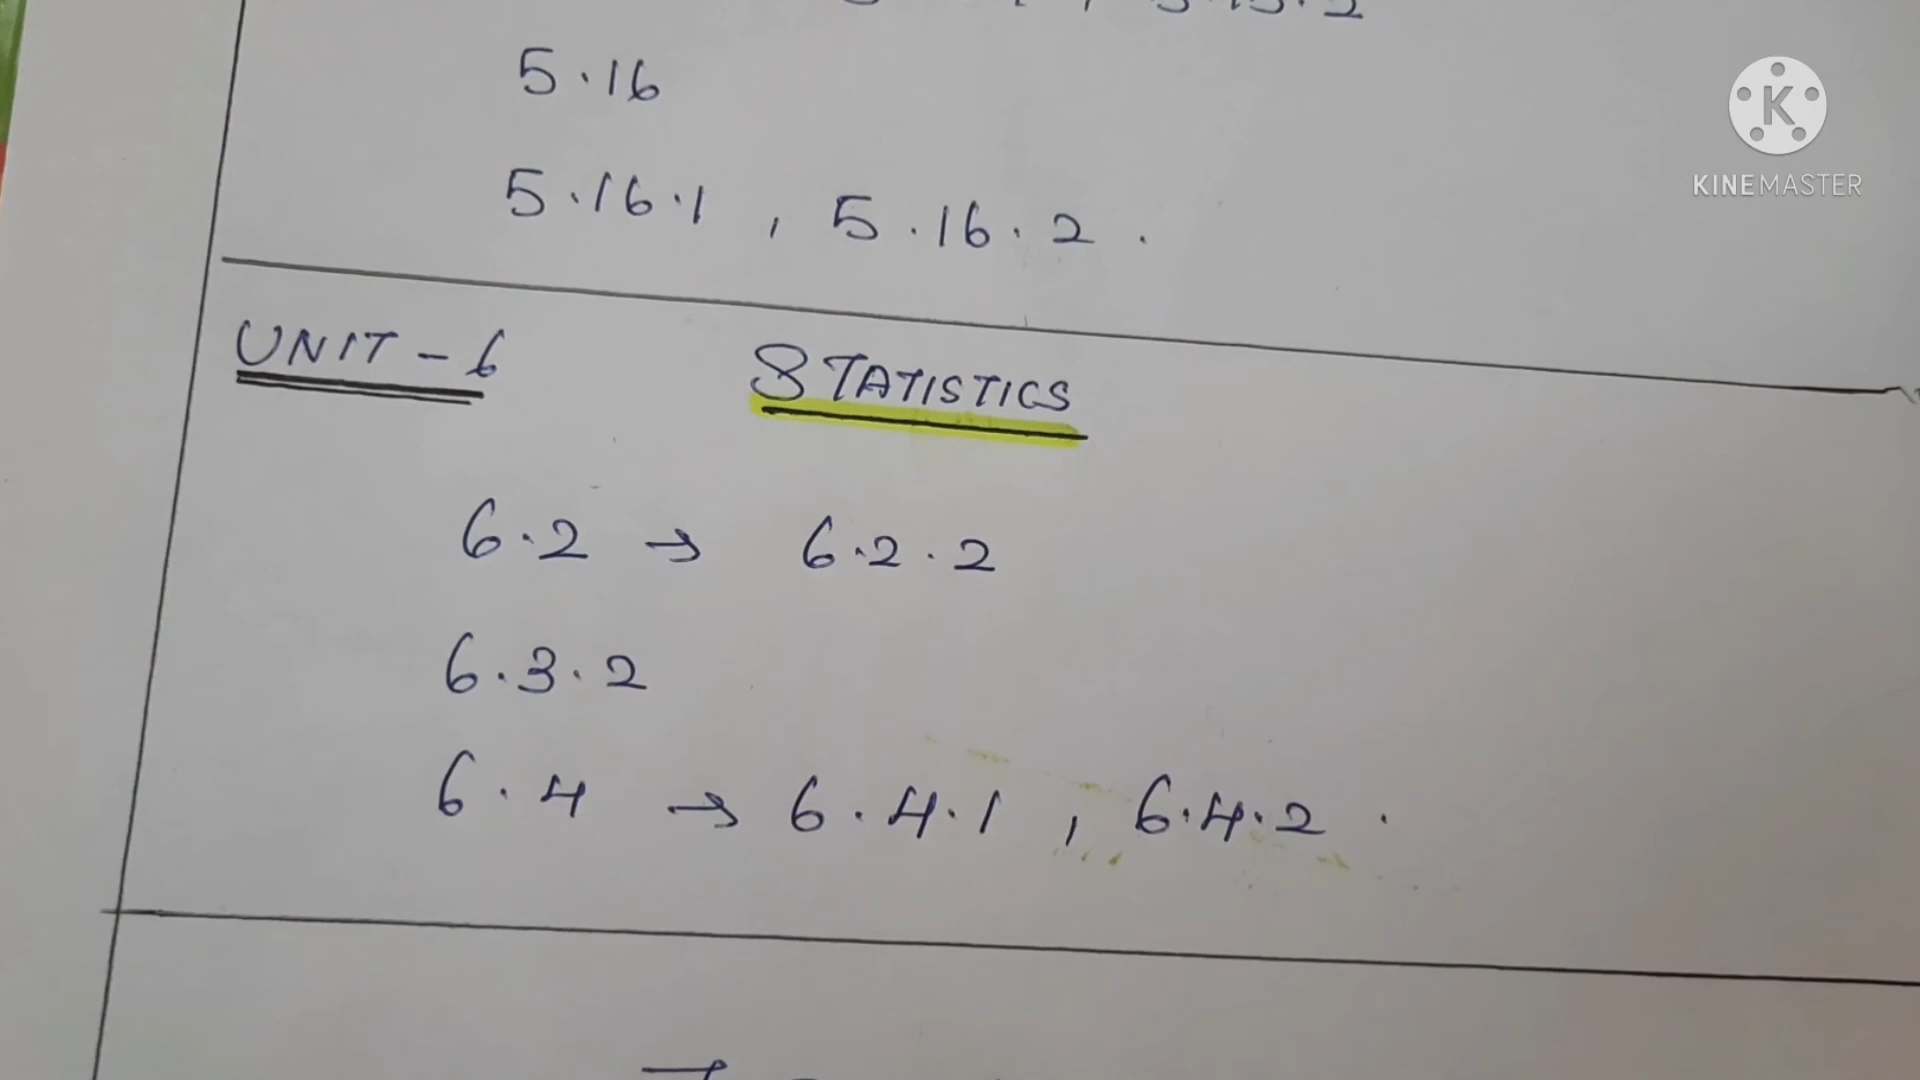 5.16
5.16.1 , 5.16.2 .
UNIT - 6 STATISTICS
6.2 → 6.2.2
6.3.2
6.4 → 6.4.1 , 6.4.2 .
K
KINEMASTER